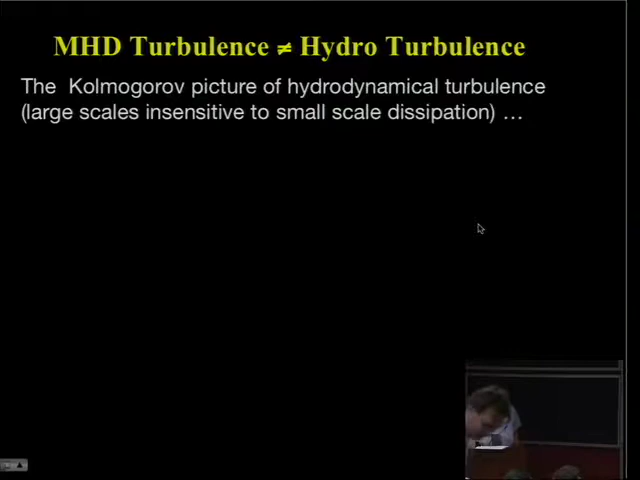 MHD Turbulence ≠ Hydro Turbulence
The Kolmogorov picture of hydrodynamical turbulence
(large scales insensitive to small scale dissipation) …